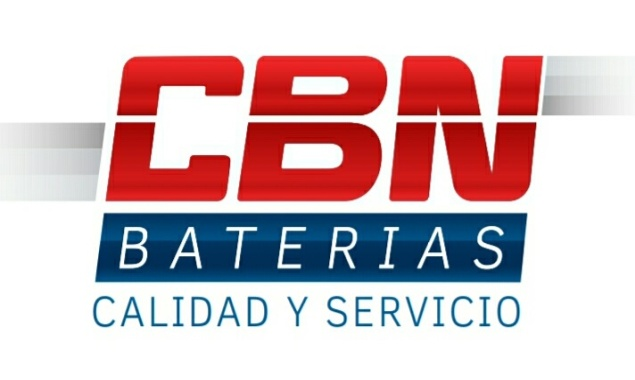 CBN
BATERIAS
CALIDAD Y SERVICIO